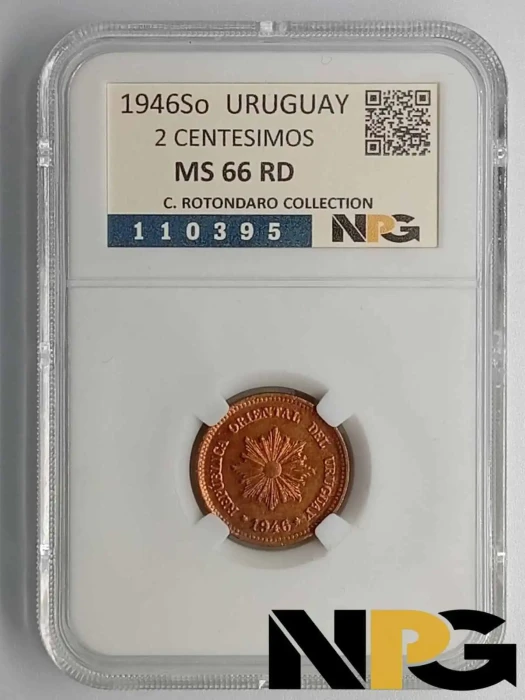 1946So URUGUAY
2 CENTESIMOS
MS 66 RD
C. ROTONDARO COLLECTION
110395 NPG
REPUBLICA ORIENTAL DEL URUGUAY
1946
NPG